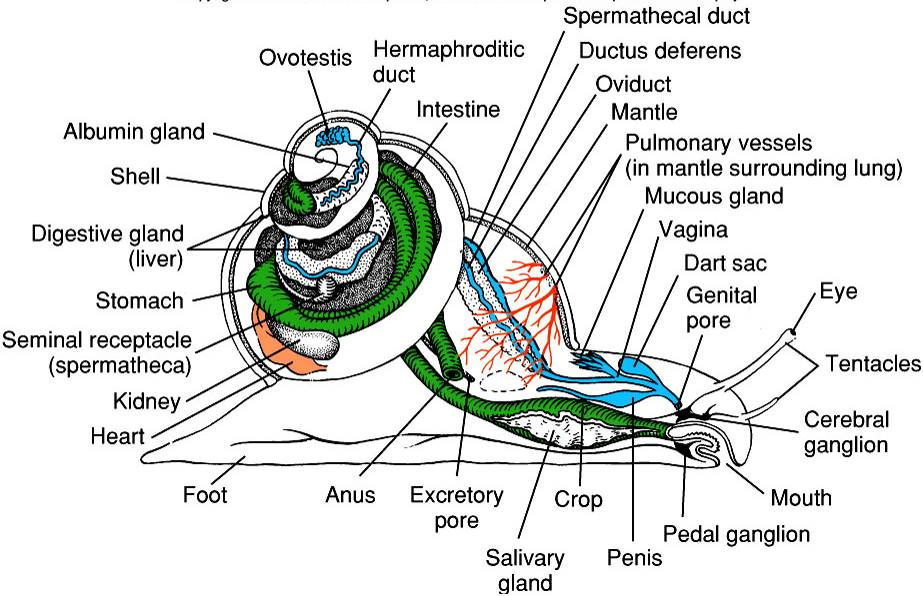 Spermathecal duct
Ductus deferens
Oviduct
Mantle
Pulmonary vessels
(in mantle surrounding lung)
Mucous gland
Vagina
Dart sac
Genital
pore
Eye
Tentacles
Cerebral
ganglion
Mouth
Pedal ganglion
Penis
Crop
Salivary
gland
Excretory
pore
Anus
Foot
Heart
Kidney
Seminal receptacle
(spermatheca)
Stomach
Digestive gland
(liver)
Shell
Albumin gland
Ovotestis
Hermaphroditic
duct
Intestine